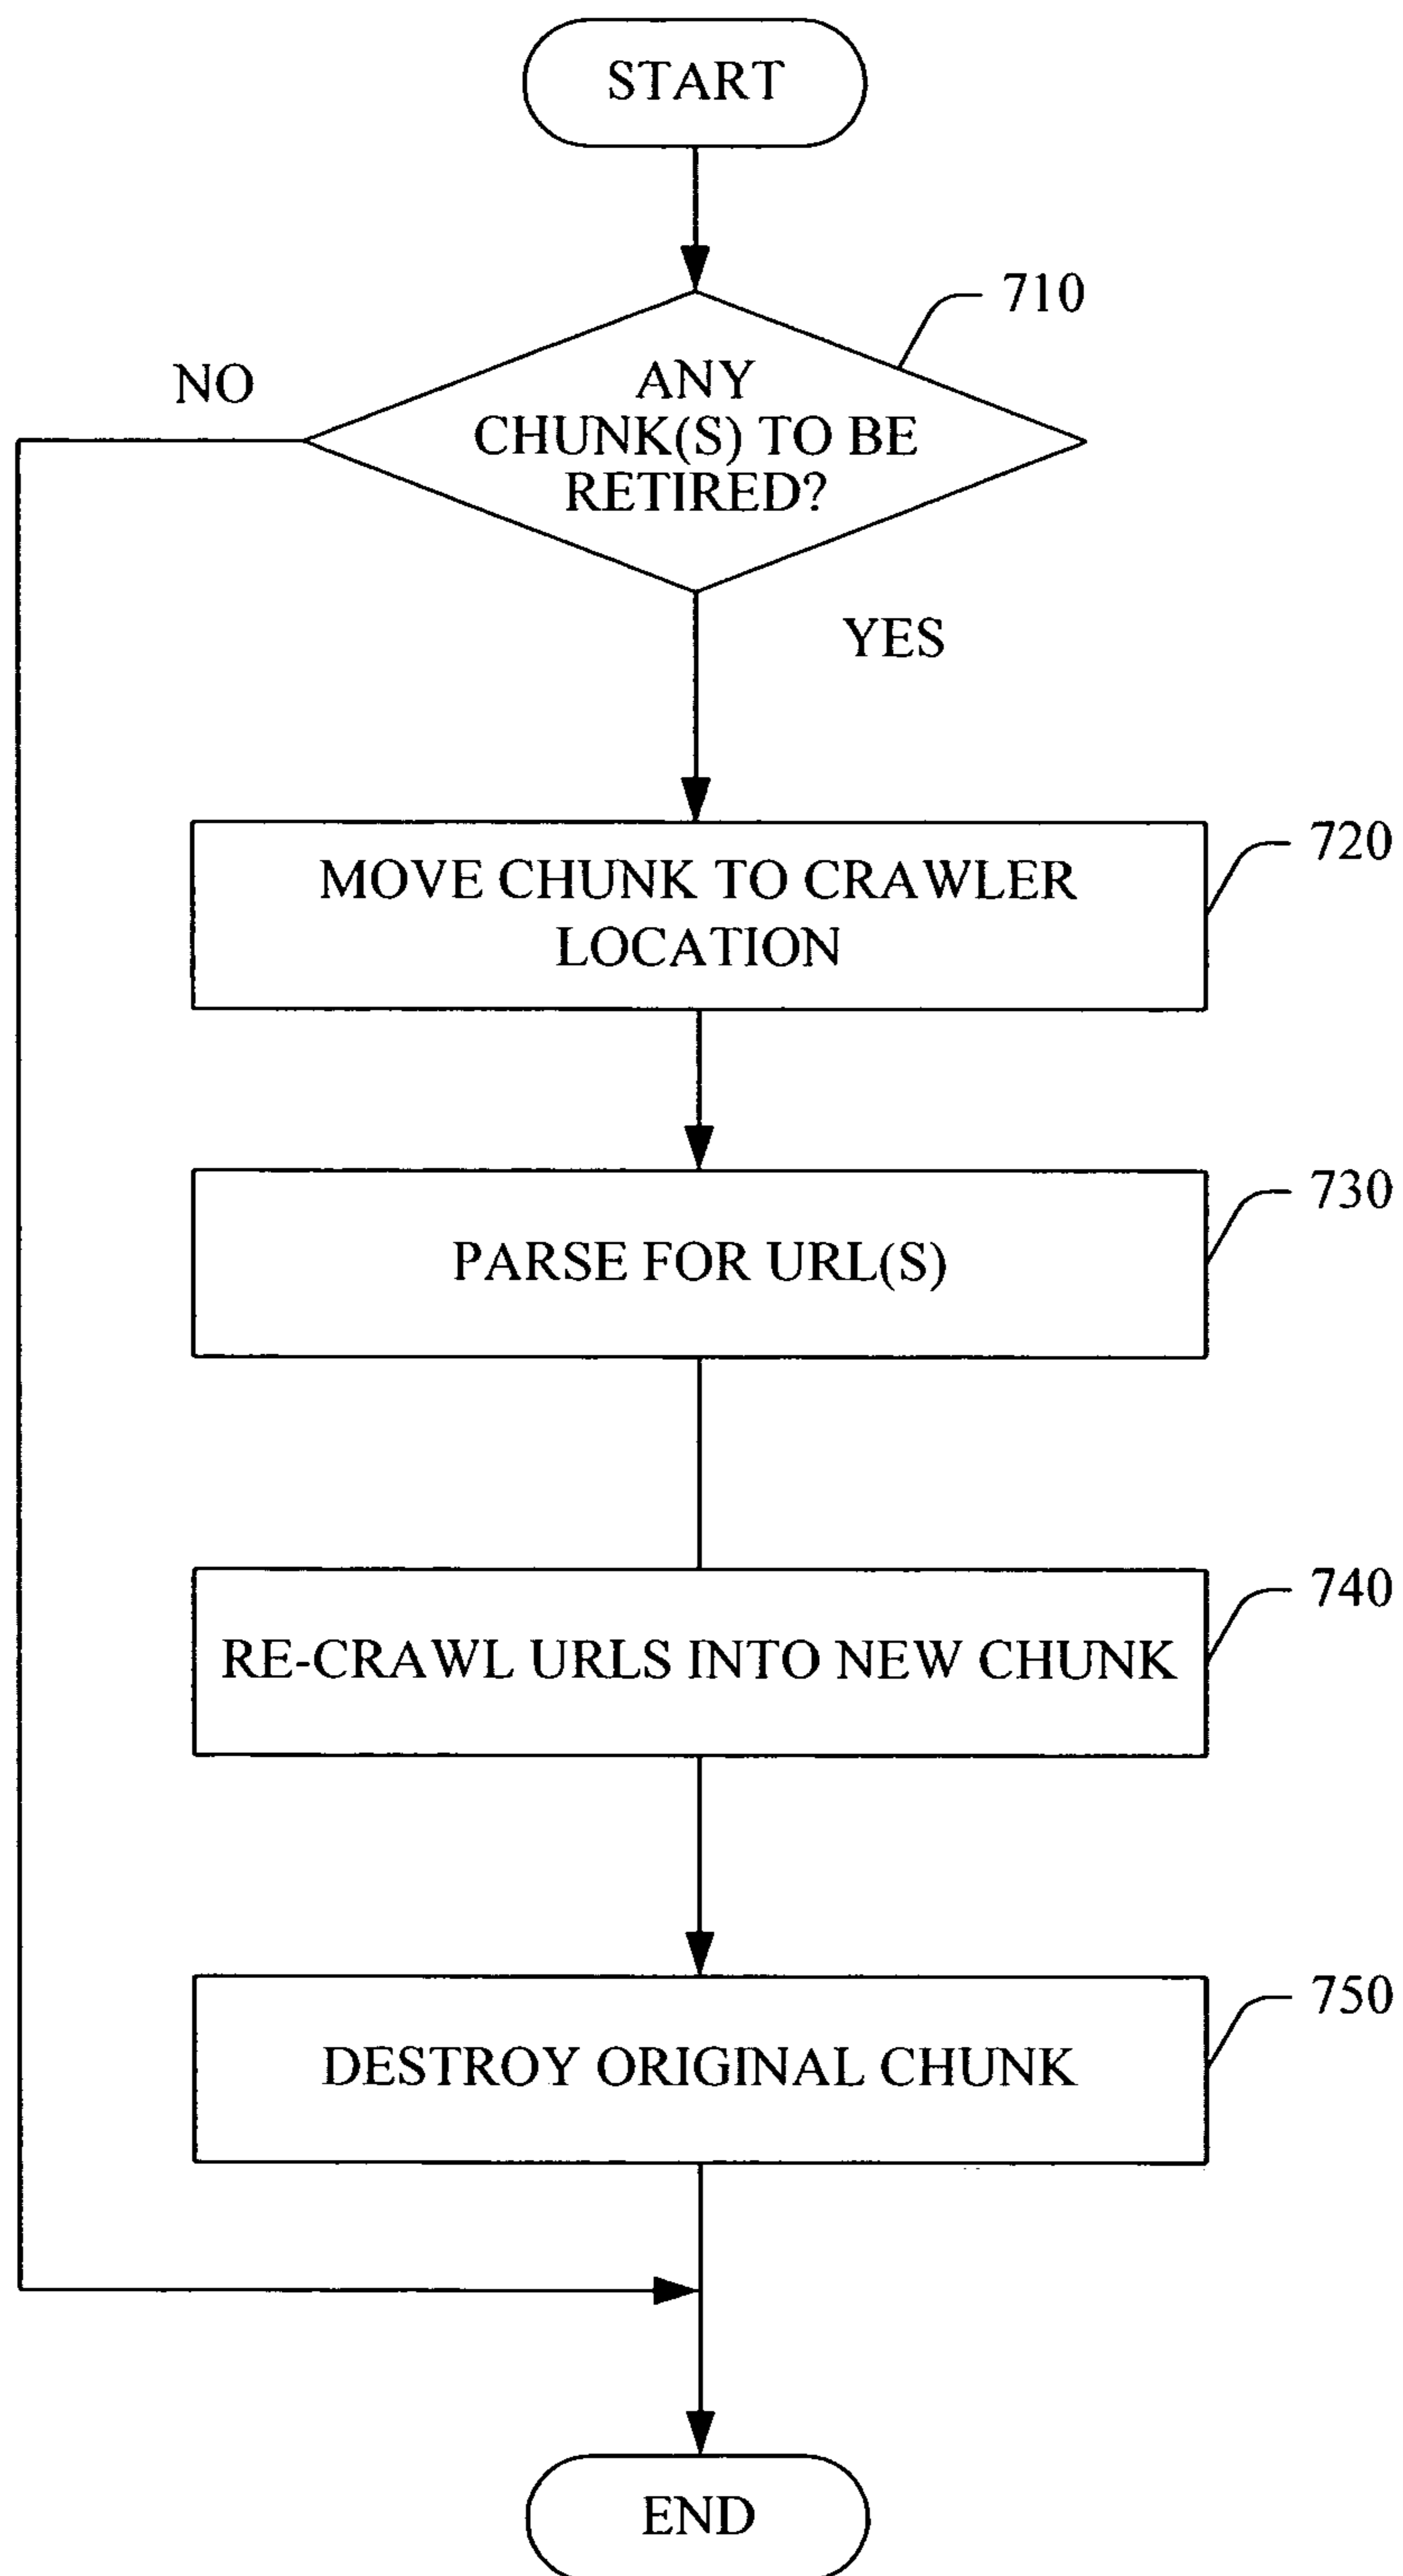 START
710
NO
ANY
CHUNK(S) TO BE
RETIRED?
YES
720
MOVE CHUNK TO CRAWLER
LOCATION
730
PARSE FOR URL(S)
740
RE-CRAWL URLS INTO NEW CHUNK
750
DESTROY ORIGINAL CHUNK
END